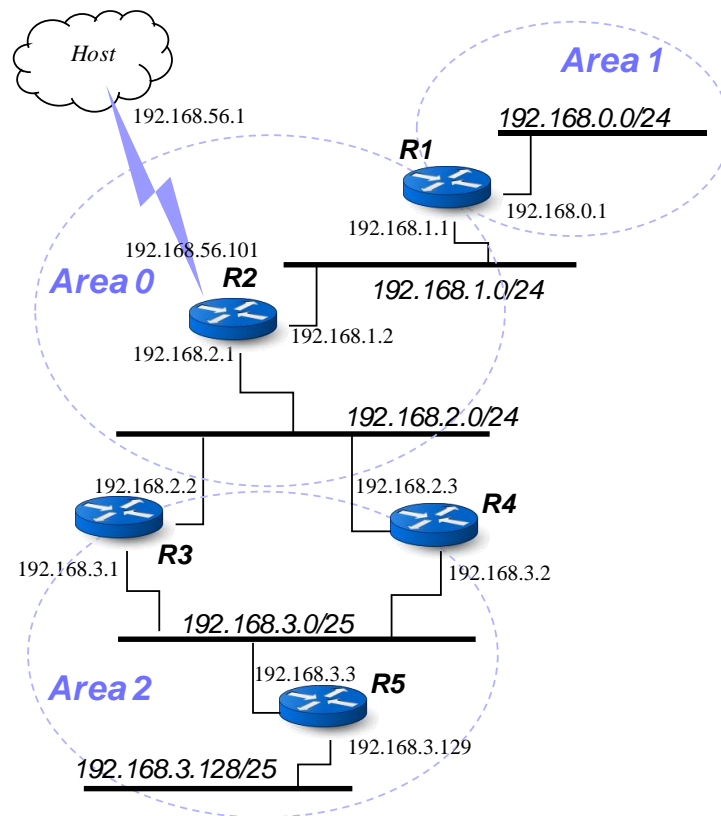 Host
192.168.56.1
Area 1
192.168.0.0/24
R1
192.168.0.1
192.168.1.1
192.168.56.101
Area 0
R2
192.168.1.0/24
192.168.1.2
192.168.2.1
192.168.2.0/24
192.168.2.2
192.168.2.3
R4
R3
192.168.3.1
192.168.3.2
192.168.3.0/25
Area 2
192.168.3.3
R5
192.168.3.129
192.168.3.128/25